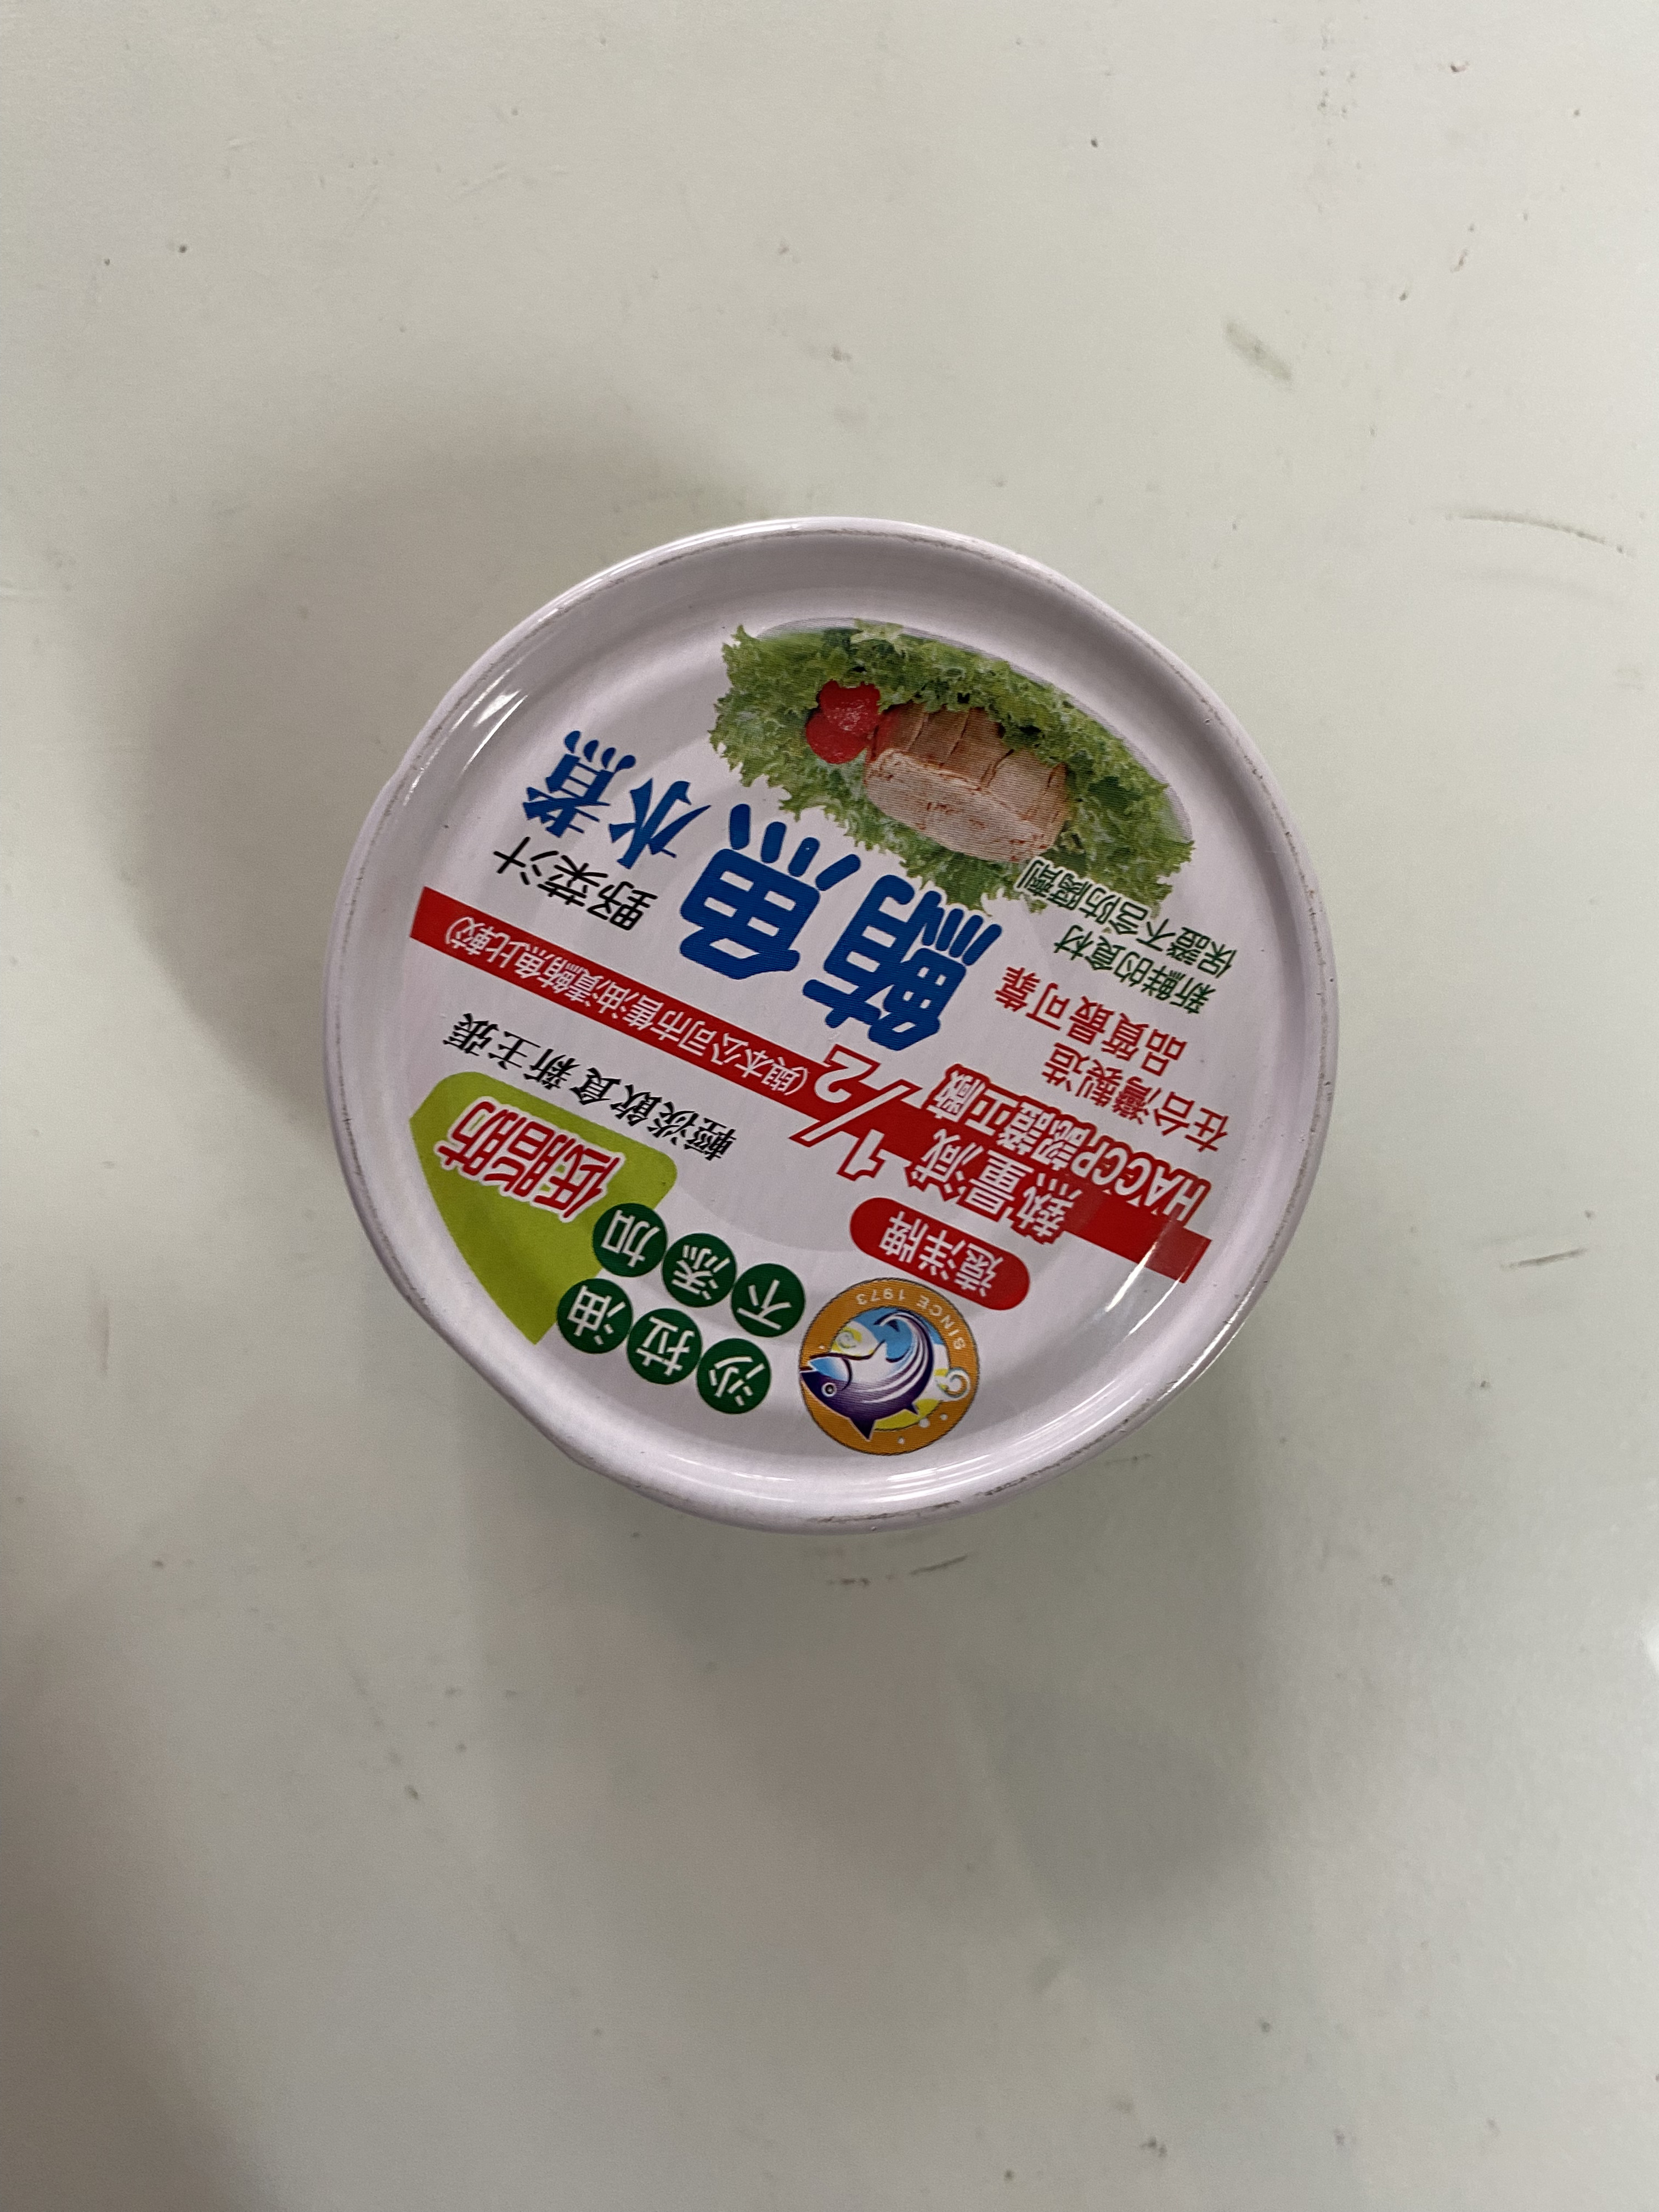 SINCE 1973
遠洋牌
不添加
沙拉油
低脂肪
輕淡飲食新主張
HACCP認證工廠
熱量減1/2
(與本公司市售油漬鮪魚比較)
在台灣製造
品質最可靠
新鮮的食材
保證不含防腐劑
鮪魚
野菜汁
水煮